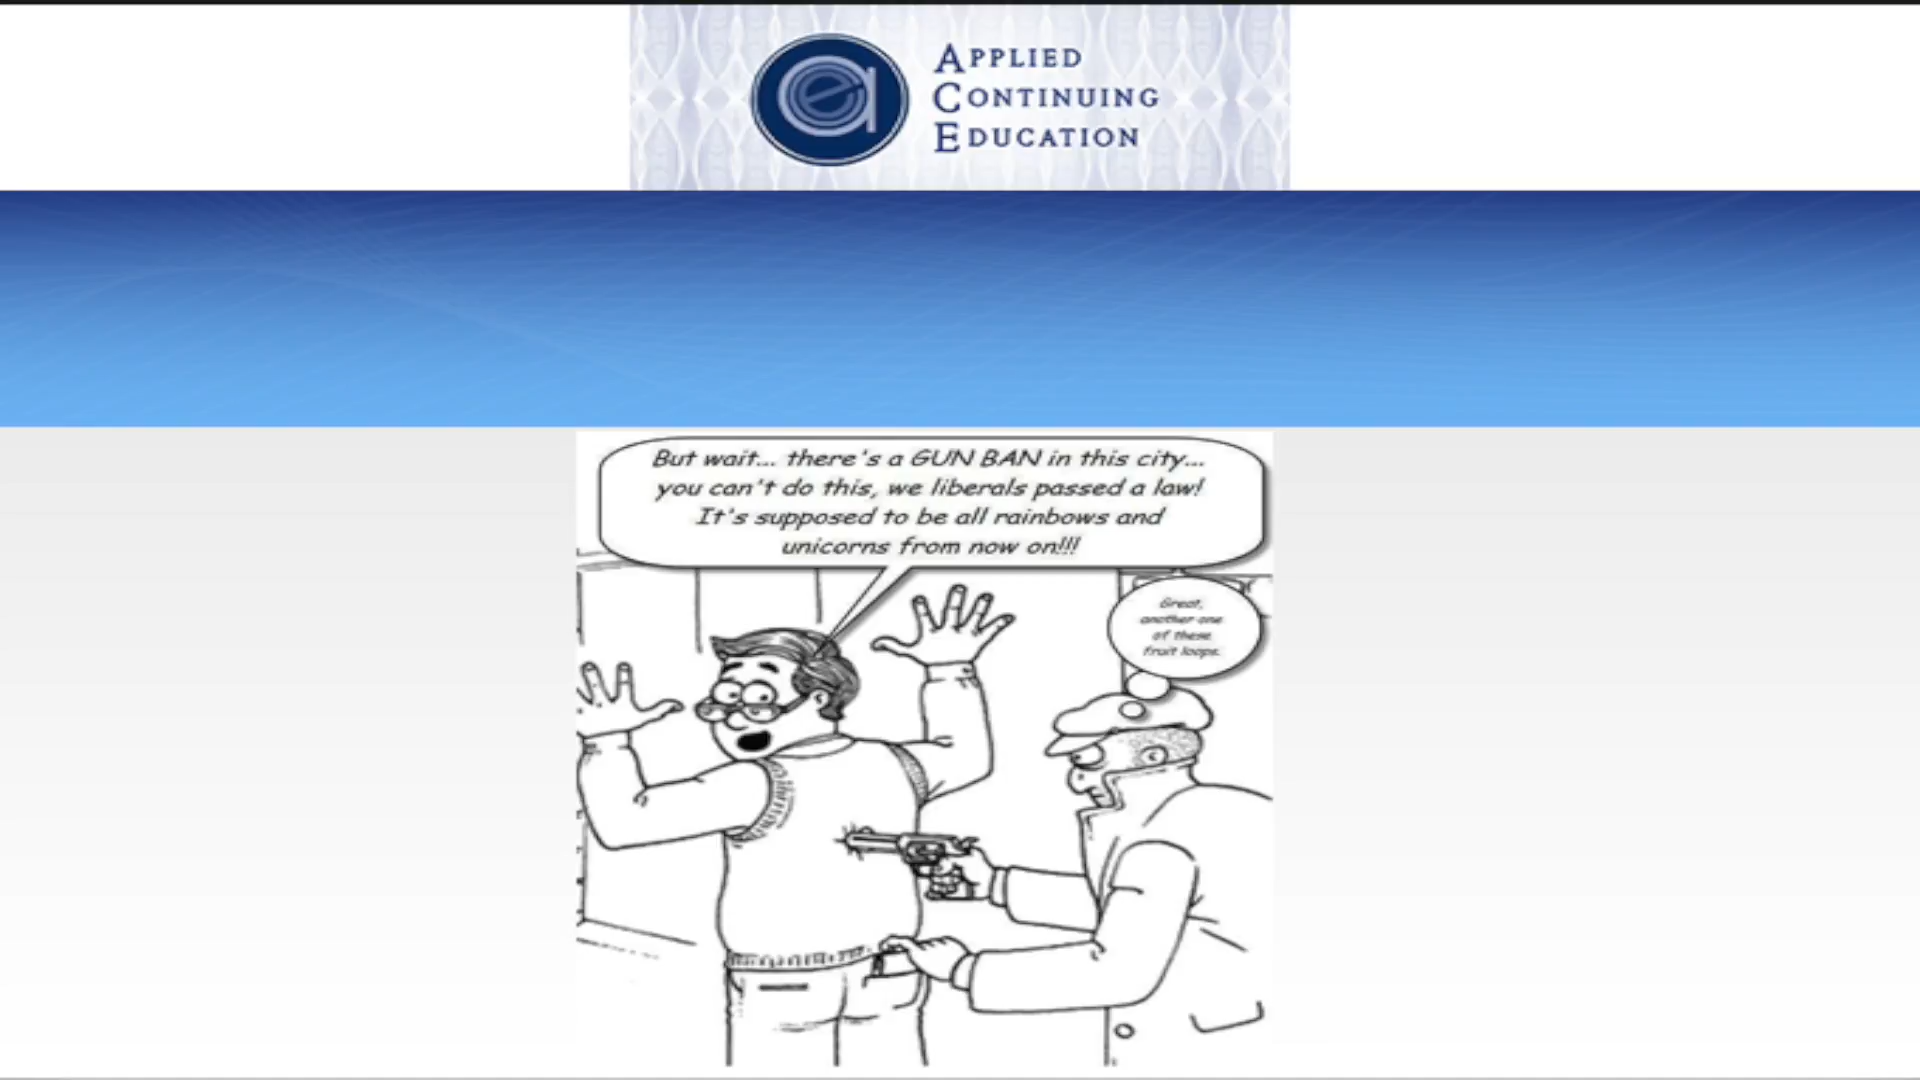 APPLIED
CONTINUING
EDUCATION
But wait... there's a GUN BAN in this city...
you can't do this, we liberals passed a law!
It's supposed to be all rainbows and
unicorns from now on!!!
Great,
another one
of these
fruit loops.